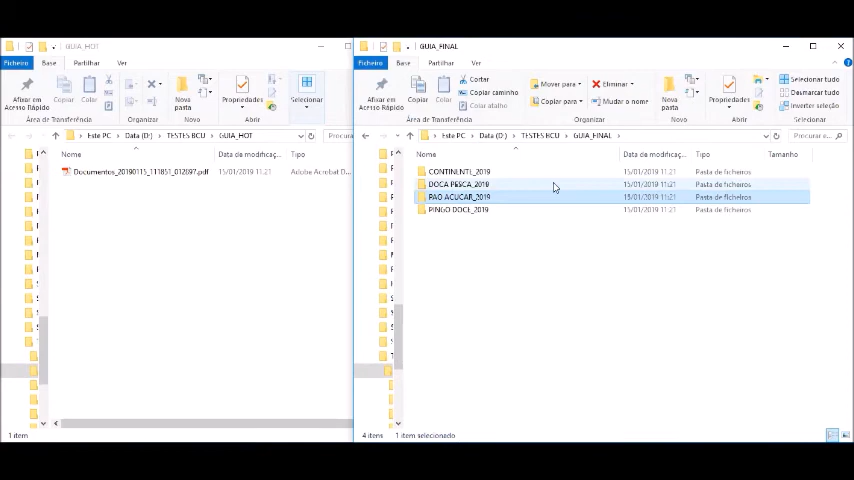 GUIA_HOT
Ficheiro Base Partilhar Ver
Afixar em Acesso Rápido
Copiar
Colar
Nova pasta
Propriedades
Selecionar
Área de Transferência
Organizar
Novo
Abrir
Este PC Data (D:) TESTES BCU GUIA_HOT
Procurar
Nome Data de modificaç... Tipo
15/01/2019 11:21 Adobe Acrobat D...
1 item
GUIA_FINAL
Ficheiro Base Partilhar Ver
Afixar em Acesso Rápido
Copiar
Colar
Cortar
Copiar caminho
Colar atalho
Mover para
Copiar para
Eliminar
Mudar o nome
Nova pasta
Propriedades
Selecionar tudo
Desmarcar tudo
Inverter seleção
Área de Transferência
Organizar
Novo
Abrir
Selecionar
Este PC Data (D:) TESTES BCU GUIA_FINAL
Procurar e...
Nome Data de modificaç... Tipo Tamanho
CONTINENTE_2019 15/01/2019 11:21 Pasta de ficheiros
DOCA PESCA_2019 15/01/2019 11:21 Pasta de ficheiros
PAO ACUCAR_2019 15/01/2019 11:21 Pasta de ficheiros
PINGO DOCE_2019 15/01/2019 11:21 Pasta de ficheiros
4 itens 1 item selecionado